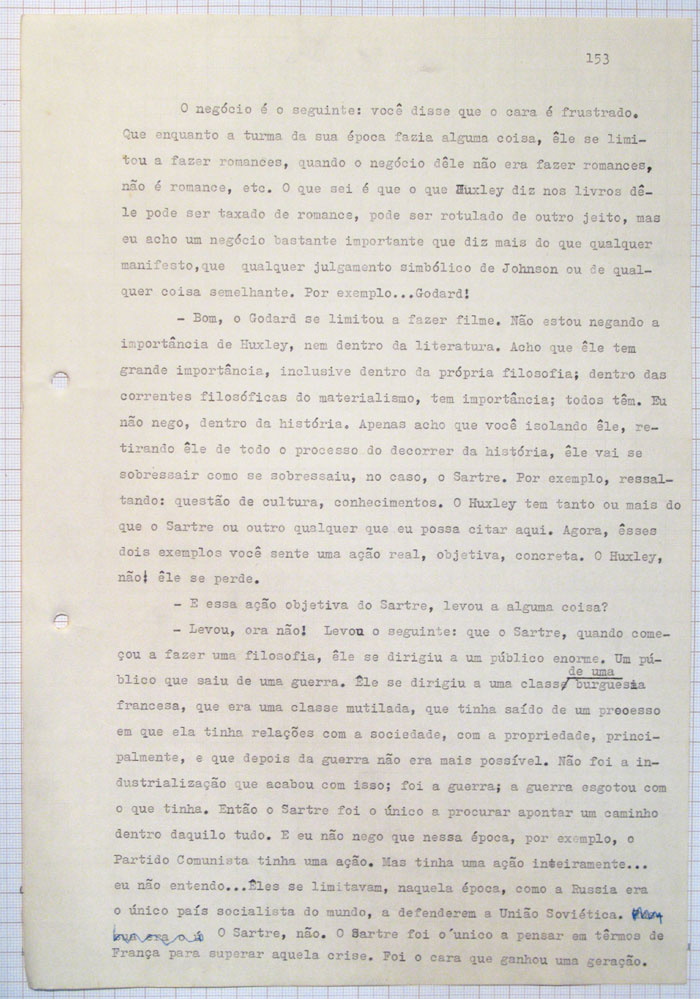 153
O negócio é o seguinte: você disse que o cara é frustrado.
Que enquanto a turma da sua época fazia alguma coisa, êle se limi-
tou a fazer romances, quando o negócio dêle não era fazer romances,
não é romance, etc. O que sei é que o que Huxley diz nos livros dê-
le pode ser taxado de romance, pode ser rotulado de outro jeito, mas
eu acho um negócio bastante importante que diz mais do que qualquer
manifesto,que qualquer julgamento simbólico de Johnson ou de qual-
quer coisa semelhante. Por exemplo...Godard!
- Bom, o Godard se limitou a fazer filme. Não estou negando a
importância de Huxley, nem dentro da literatura. Acho que êle tem
grande importância, inclusive dentro da própria filosofia; dentro das
correntes filosóficas do materialismo, tem importância; todos têm. Eu
não nego, dentro da história. Apenas acho que você isolando êle, re-
tirando êle de todo o processo do decorrer da história, êle vai se
sobressair como se sobressaiu, no caso, o Sartre. Por exemplo, ressal-
tando: questão de cultura, conhecimentos. O Huxley tem tanto ou mais do
que o Sartre ou outro qualquer que eu possa citar aqui. Agora, êsses
dois exemplos você sente uma ação real, objetiva, concreta. O Huxley,
não! êle se perde.
- E essa ação objetiva do Sartre, levou a alguma coisa?
- Levou, ora não! Levou o seguinte: que o Sartre, quando come-
çou a fazer uma filosofia, êle se dirigiu a um público enorme. Um pú-
de uma
blico que saiu de uma guerra. Êle se dirigiu a uma classe burguesia
francesa, que era uma classe mutilada, que tinha saído de um processo
em que ela tinha relações com a sociedade, com a propriedade, princi-
palmente, e que depois da guerra não era mais possível. Não foi a in-
dustrialização que acabou com isso; foi a guerra; a guerra esgotou com
o que tinha. Então o Sartre foi o único a procurar apontar um caminho
dentro daquilo tudo. E eu não nego que nessa época, por exemplo, o
Partido Comunista tinha uma ação. Mas tinha uma ação inteiramente...
eu não entendo...Êles se limitavam, naquela época, como a Russia era
o único país socialista do mundo, a defenderem a União Soviética.
O Sartre, não. O Sartre foi o'unico a pensar em têrmos de
França para superar aquela crise. Foi o cara que ganhou uma geração.